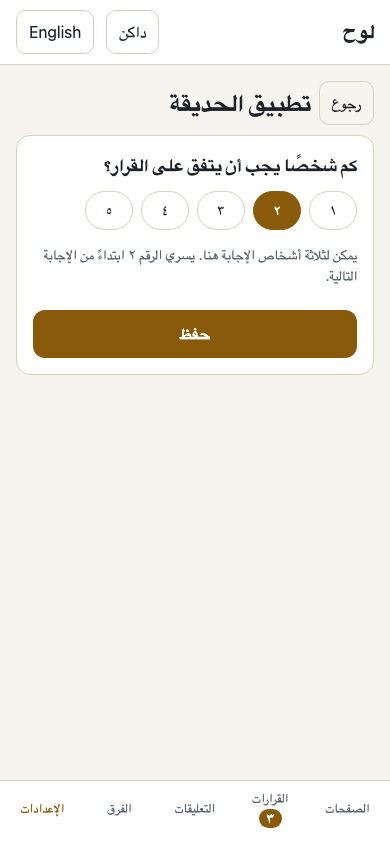 لوح
داكن
English
رجوع
تطبيق الحديقة
كم شخصًا يجب أن يتفق على القرار؟
١
٢
٣
٤
٥
يمكن لثلاثة أشخاص الإجابة هنا. يسري الرقم ٢ ابتداءً من الإجابة
التالية.
حفظ
الصفحات
القرارات
٣
التعليقات
الفرق
الإعدادات